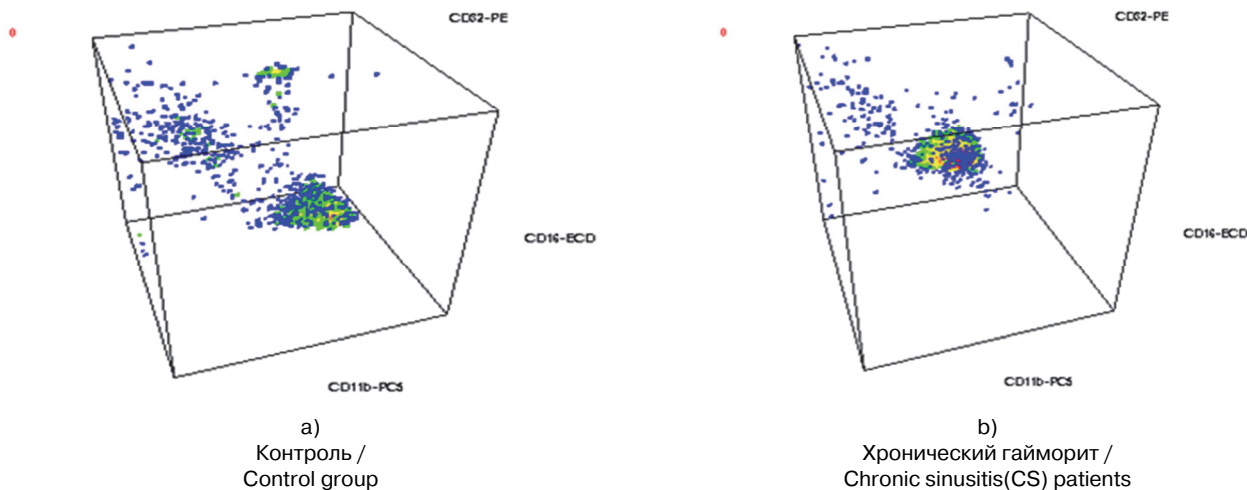 0
CD62-PE
CD16-ECD
CD11b-PC5
a)
Контроль /
Control group
0
CD62-PE
CD16-ECD
CD11b-PC5
b)
Хронический гайморит /
Chronic sinusitis(CS) patients